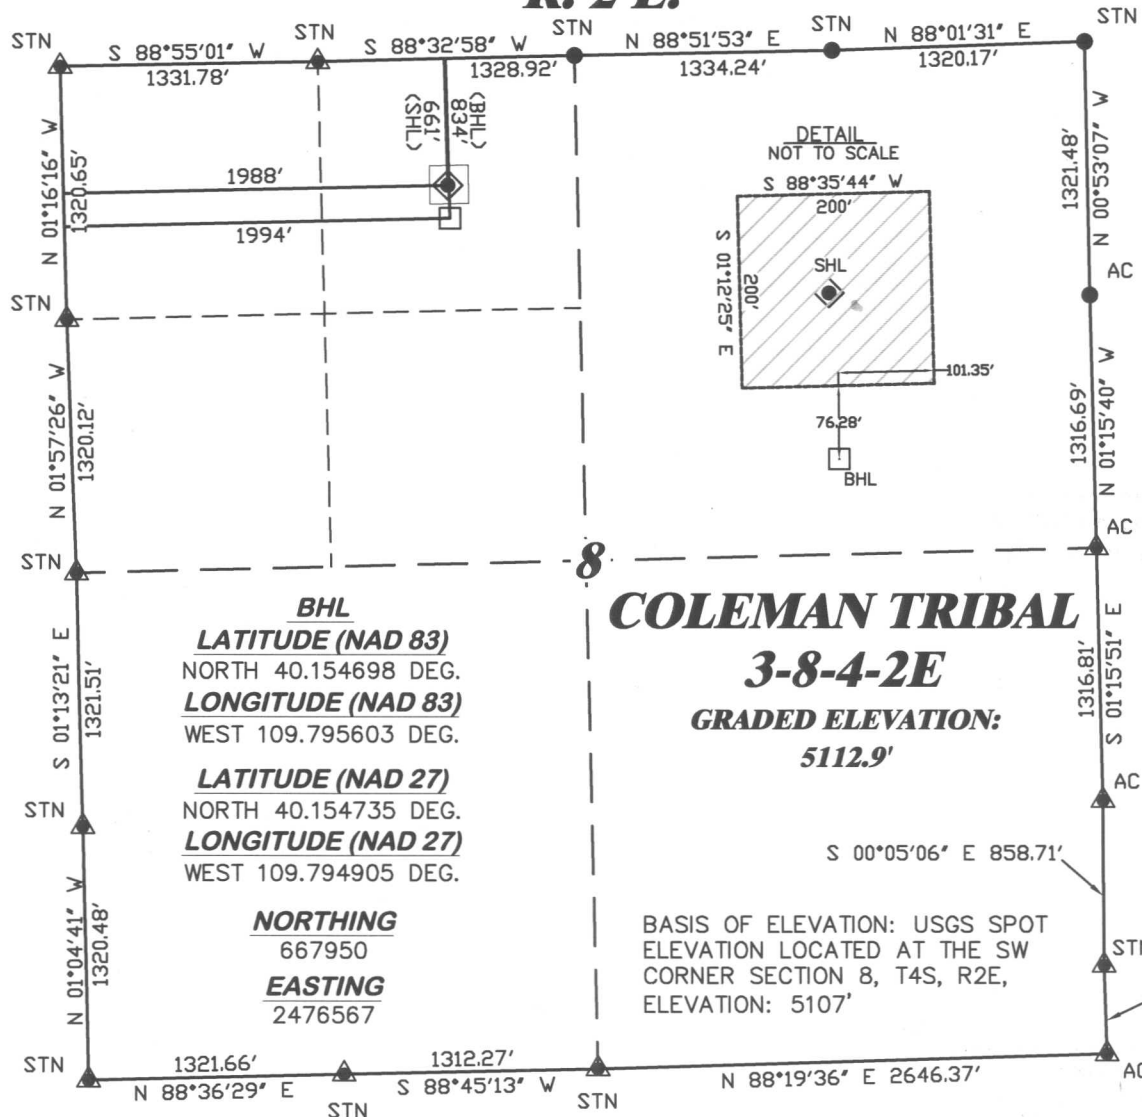 R. 2 E.
STN
S 88°55′01″ W
1331.78′
STN
S 88°32′58″ W
1328.92′
STN
N 88°51′53″ E
1334.24′
STN
N 88°01′31″ E
1320.17′
STN
N 01°16′16″ W
1320.65′
661′
(SHL)
834′
(BHL)
1988′
1994′
DETAIL
NOT TO SCALE
S 88°35′44″ W
200′
S 01°12′25″ E
200′
SHL
101.35′
76.28′
BHL
1321.48′
N 00°53′07″ W
AC
STN
N 01°57′26″ W
1320.12′
1316.69′
N 01°15′40″ W
AC
STN
8
BHL
LATITUDE (NAD 83)
NORTH 40.154698 DEG.
LONGITUDE (NAD 83)
WEST 109.795603 DEG.
LATITUDE (NAD 27)
NORTH 40.154735 DEG.
LONGITUDE (NAD 27)
WEST 109.794905 DEG.
NORTHING
667950
EASTING
2476567
COLEMAN TRIBAL
3-8-4-2E
GRADED ELEVATION:
5112.9'
S 01°13′21″ E
1321.51′
1316.81′
S 01°15′51″ E
AC
STN
S 00°05′06″ E 858.71′
BASIS OF ELEVATION: USGS SPOT
ELEVATION LOCATED AT THE SW
CORNER SECTION 8, T4S, R2E,
ELEVATION: 5107′
N 01°04′41″ W
1320.48′
STN
STN
1321.66′
N 88°36′29″ E
STN
1312.27′
S 88°45′13″ W
STN
N 88°19′36″ E 2646.37′
AC